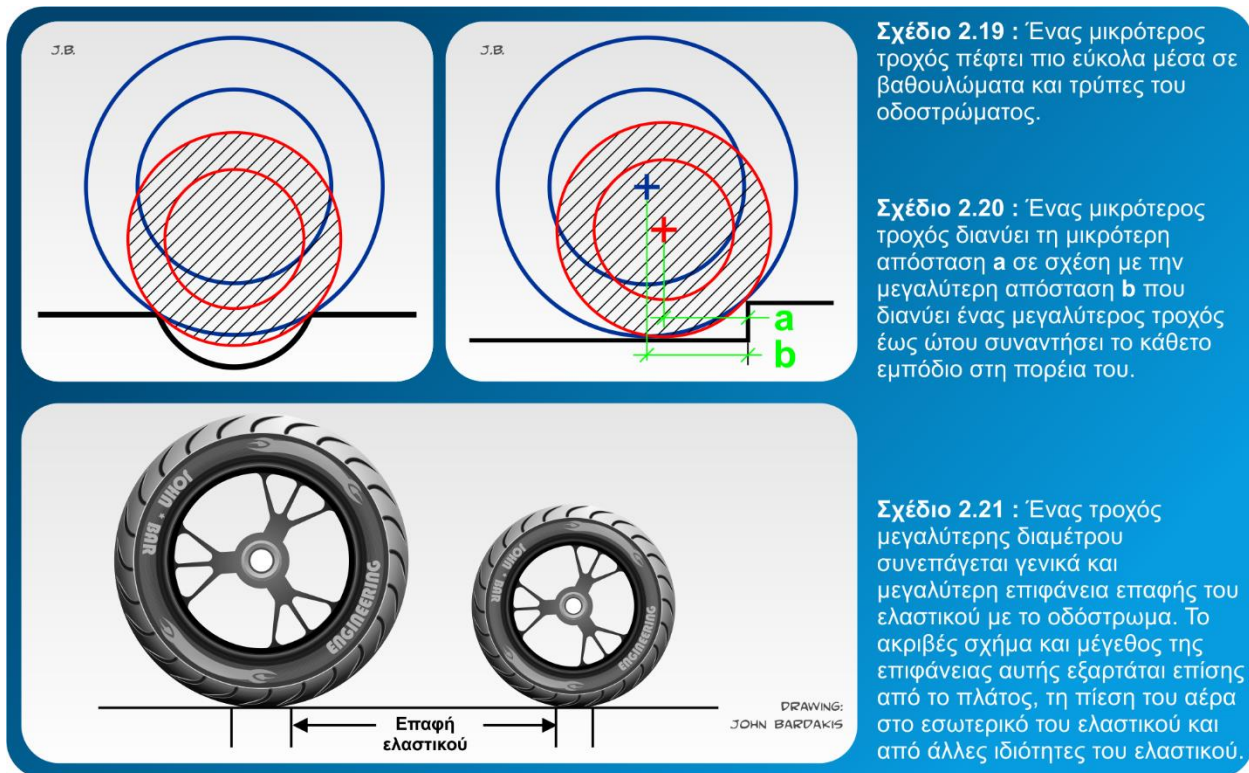 J.B.
J.B.
a
b
Σχέδιο 2.19 : Ένας μικρότερος
τροχός πέφτει πιο εύκολα μέσα σε
βαθουλώματα και τρύπες του
οδοστρώματος.
Σχέδιο 2.20 : Ένας μικρότερος
τροχός διανύει τη μικρότερη
απόσταση a σε σχέση με την
μεγαλύτερη απόσταση b που
διανύει ένας μεγαλύτερος τροχός
έως ώτου συναντήσει το κάθετο
εμπόδιο στη πορέια του.
JOHN * BAR
ENGINEERING
JOHN * BAR
ENGINEERING
Επαφή
ελαστικού
DRAWING:
JOHN BARDAKIS
Σχέδιο 2.21 : Ένας τροχός
μεγαλύτερης διαμέτρου
συνεπάγεται γενικά και
μεγαλύτερη επιφάνεια επαφής του
ελαστικού με το οδόστρωμα. Το
ακριβές σχήμα και μέγεθος της
επιφάνειας αυτής εξαρτάται επίσης
από το πλάτος, τη πίεση του αέρα
στο εσωτερικό του ελαστικού και
από άλλες ιδιότητες του ελαστικού.